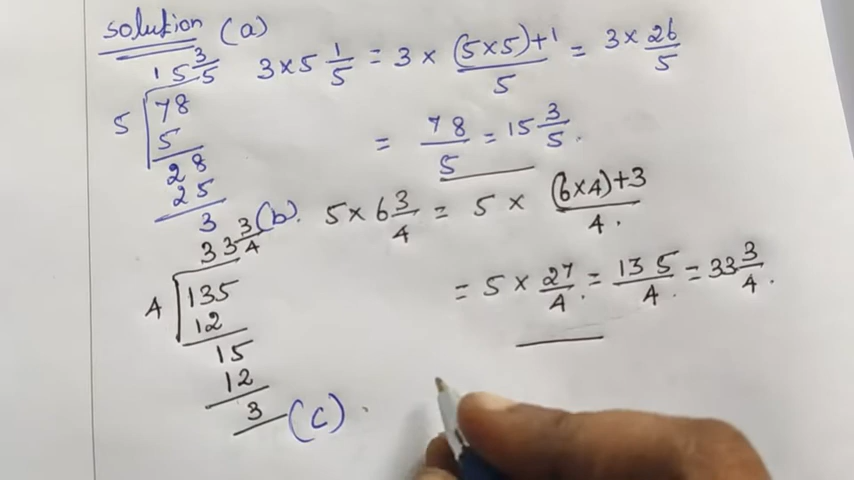 solution (a)
3 × 5 1/5 = 3 × (5×5)+1/5 = 3 × 26/5
= 78/5 = 15 3/5.
15 3/5
5 78
5
28
25
3
(b). 5 × 6 3/4 = 5 × (6×4)+3/4.
= 5 × 27/4. = 135/4. = 33 3/4.
33 3/4
4 135
12
15
12
3
(c).